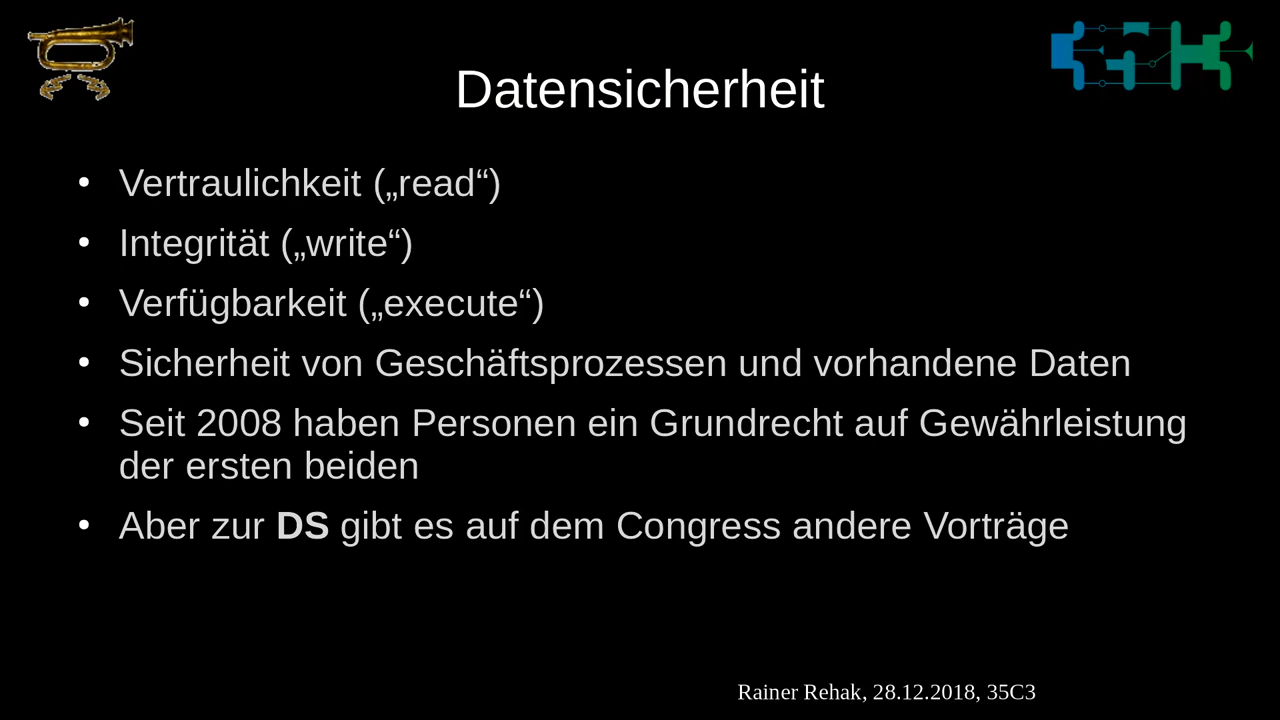 Datensicherheit
• Vertraulichkeit („read“)
• Integrität („write“)
• Verfügbarkeit („execute“)
• Sicherheit von Geschäftsprozessen und vorhandene Daten
• Seit 2008 haben Personen ein Grundrecht auf Gewährleistung
der ersten beiden
• Aber zur DS gibt es auf dem Congress andere Vorträge
Rainer Rehak, 28.12.2018, 35C3